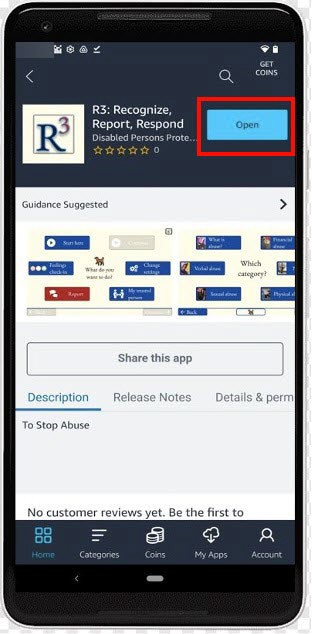 GET
COINS
R3: Recognize,
Report, Respond
Disabled Persons Prote...
0
Open
R3
Guidance Suggested
Start here
Continue
Feelings
check-in
What do you
want to do?
Change
settings
Report
My trusted
person
What is
abuse?
Financial
abuse
Verbal abuse
Which
category?
Sexual abuse
Physical a
Back
Back
Share this app
Description
Release Notes
Details & perm
To Stop Abuse
No customer reviews yet. Be the first to
Home
Categories
Coins
My Apps
Account